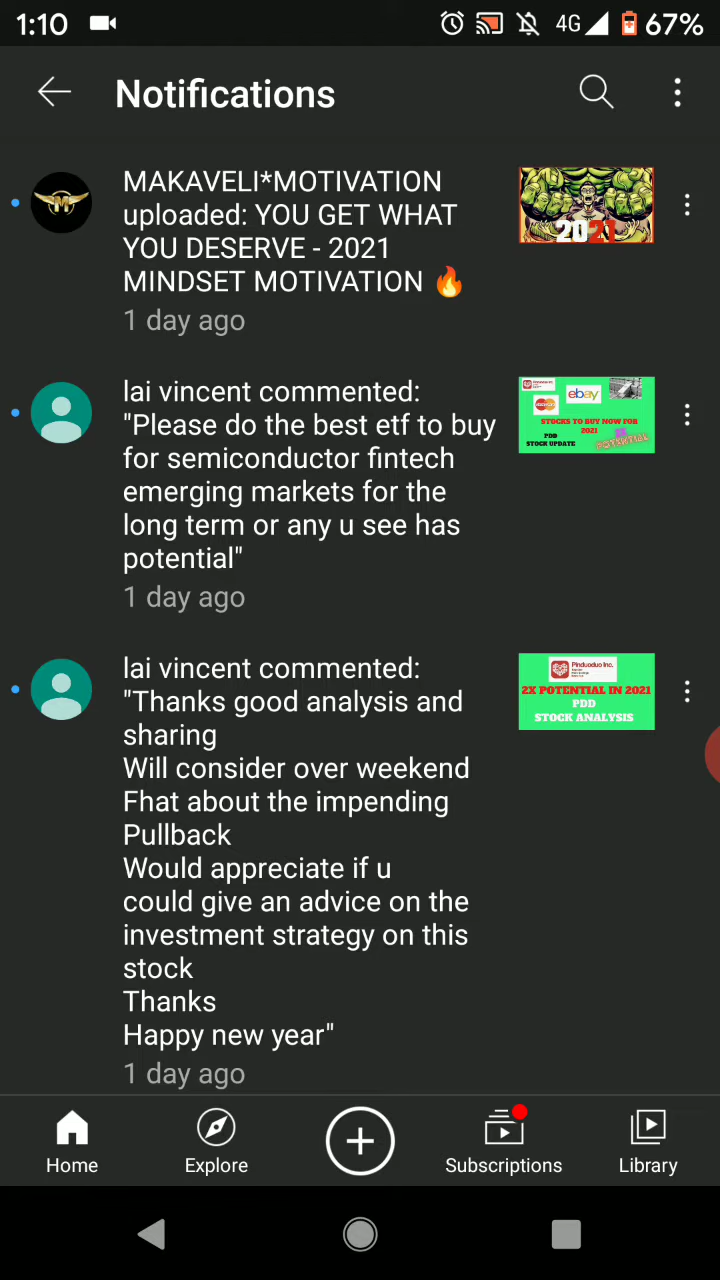 1:10
4G
67%
Notifications
MAKAVELI*MOTIVATION
uploaded: YOU GET WHAT
YOU DESERVE - 2021
MINDSET MOTIVATION 🔥
1 day ago
M
2021
lai vincent commented:
"Please do the best etf to buy
for semiconductor fintech
emerging markets for the
long term or any u see has
potential"
1 day ago
ebay
STOCKS TO BUY NOW FOR
2021
PDD
STOCK UPDATE
POTENTIAL
lai vincent commented:
"Thanks good analysis and
sharing
Will consider over weekend
Fhat about the impending
Pullback
Would appreciate if u
could give an advice on the
investment strategy on this
stock
Thanks
Happy new year"
1 day ago
Pinduoduo Inc.
2X POTENTIAL IN 2021
PDD
STOCK ANALYSIS
Home
Explore
Subscriptions
Library